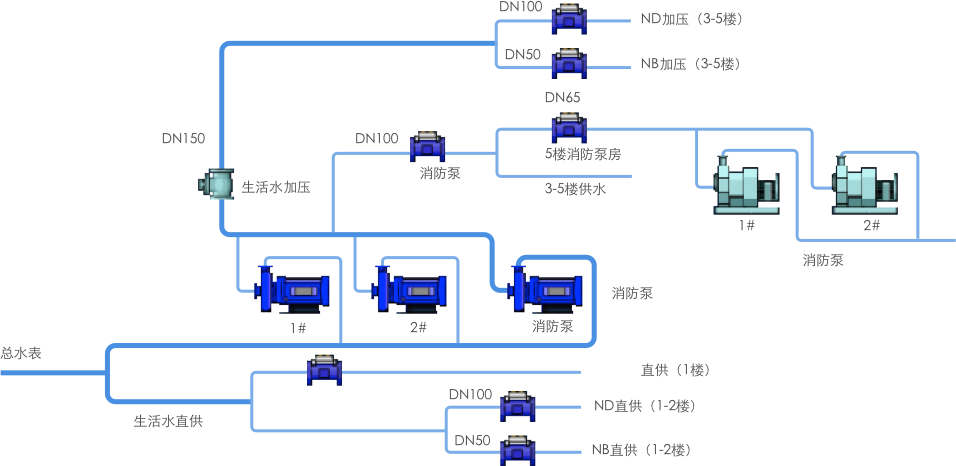 DN100
ND加压（3-5楼）
DN50
NB加压（3-5楼）
DN65
DN150
DN100
5楼消防泵房
消防泵
生活水加压
3-5楼供水
1#
2#
消防泵
消防泵
1#
2#
消防泵
总水表
直供（1楼）
DN100
ND直供（1-2楼）
生活水直供
DN50
NB直供（1-2楼）